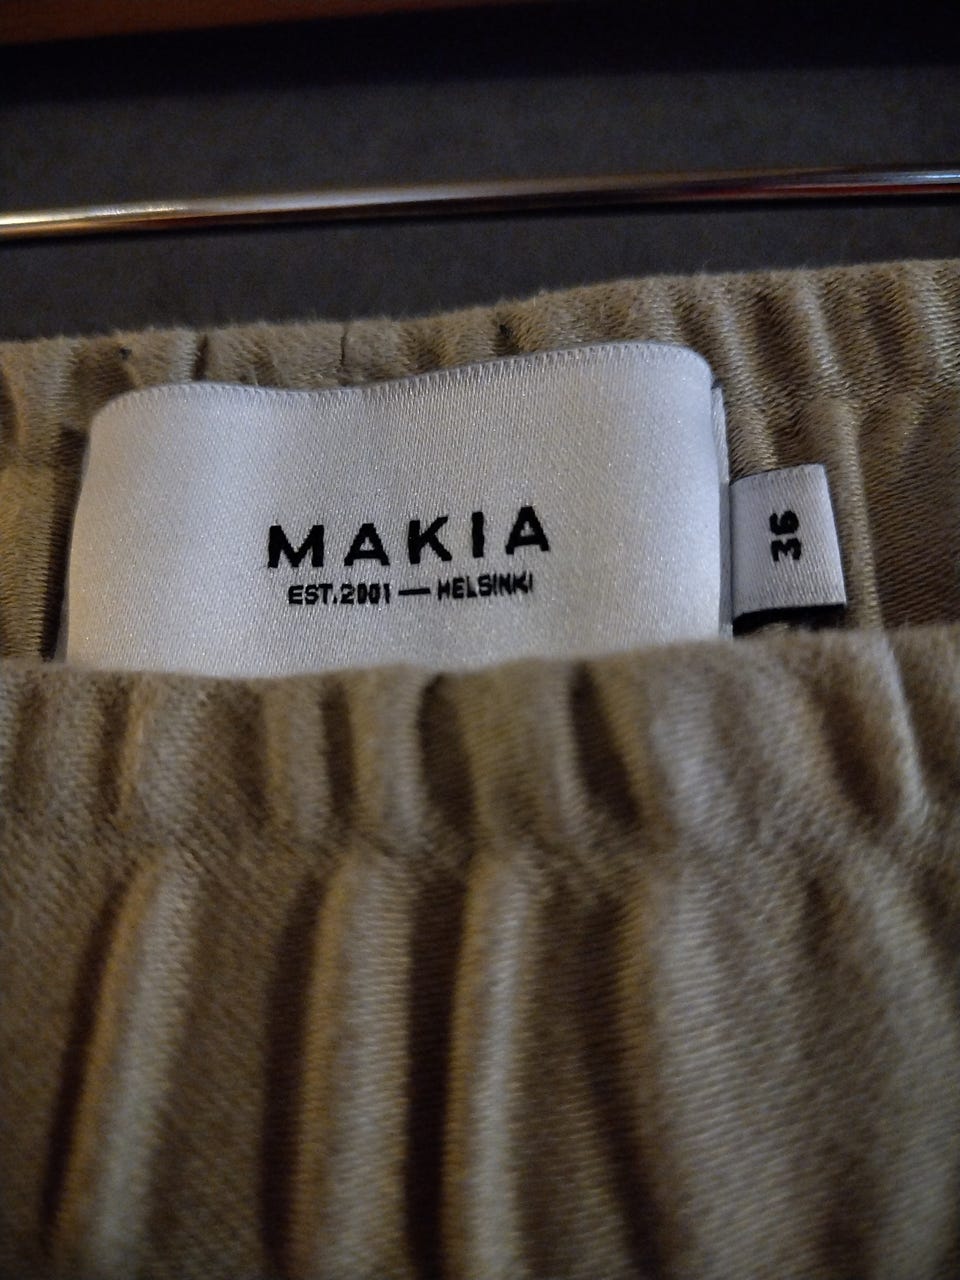 MAKIA
EST.2001 — HELSINKI
36